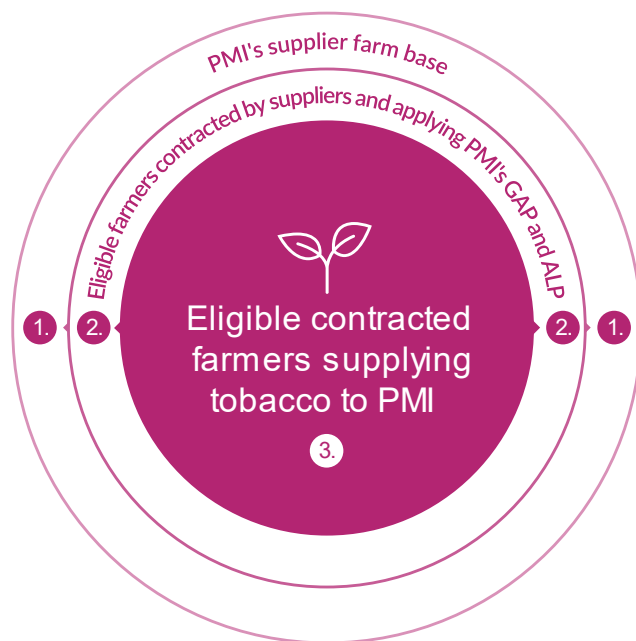 PMI's supplier farm base
Eligible farmers contracted by suppliers and applying PMI's GAP and ALP
1.
2.
2.
1.
Eligible contracted
farmers supplying
tobacco to PMI
3.